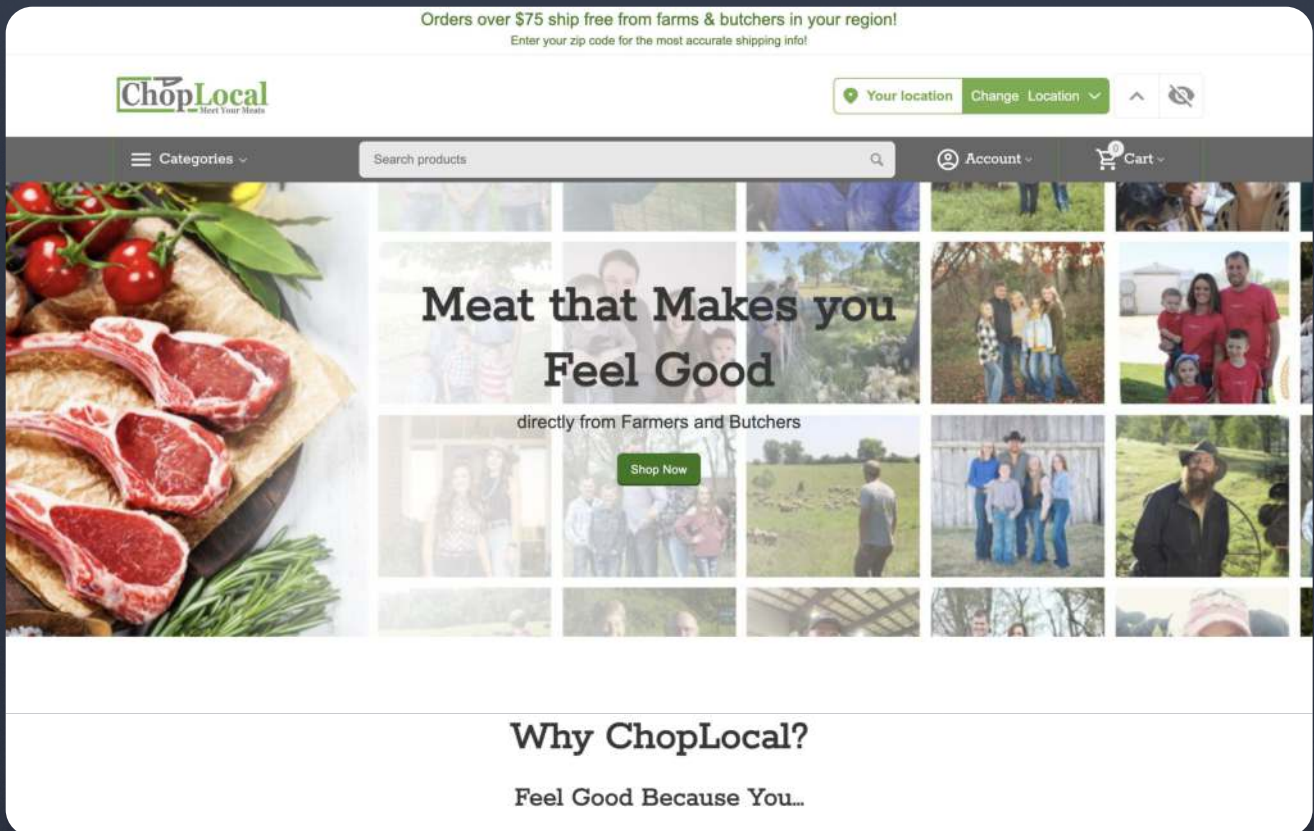 Orders over $75 ship free from farms & butchers in your region!
Enter your zip code for the most accurate shipping info!
ChopLocal
Meet Your Meats
Your location
Change Location
Categories
Search products
Account
0
Cart
Meat that Makes you
Feel Good
directly from Farmers and Butchers
Shop Now
Why ChopLocal?
Feel Good Because You...